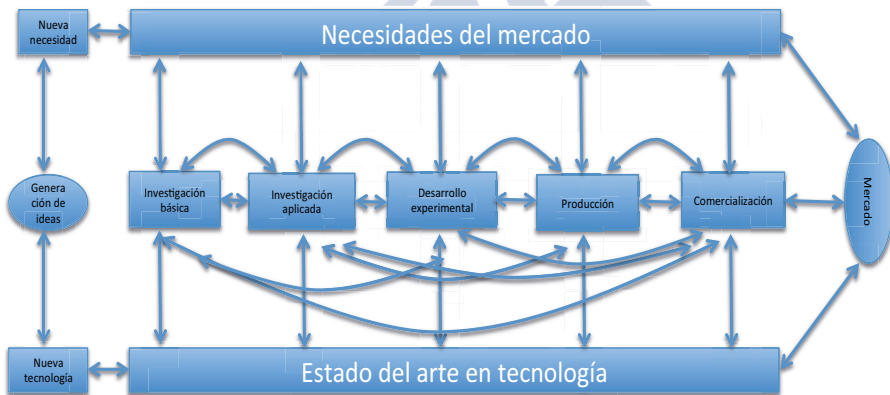 Nueva
necesidad
Necesidades del mercado
Genera
ación de
ideas
Investigación
básica
Investigación
aplicada
Desarrollo
experimental
Producción
Comercialización
Mercado
Nueva
tecnología
Estado del arte en tecnología